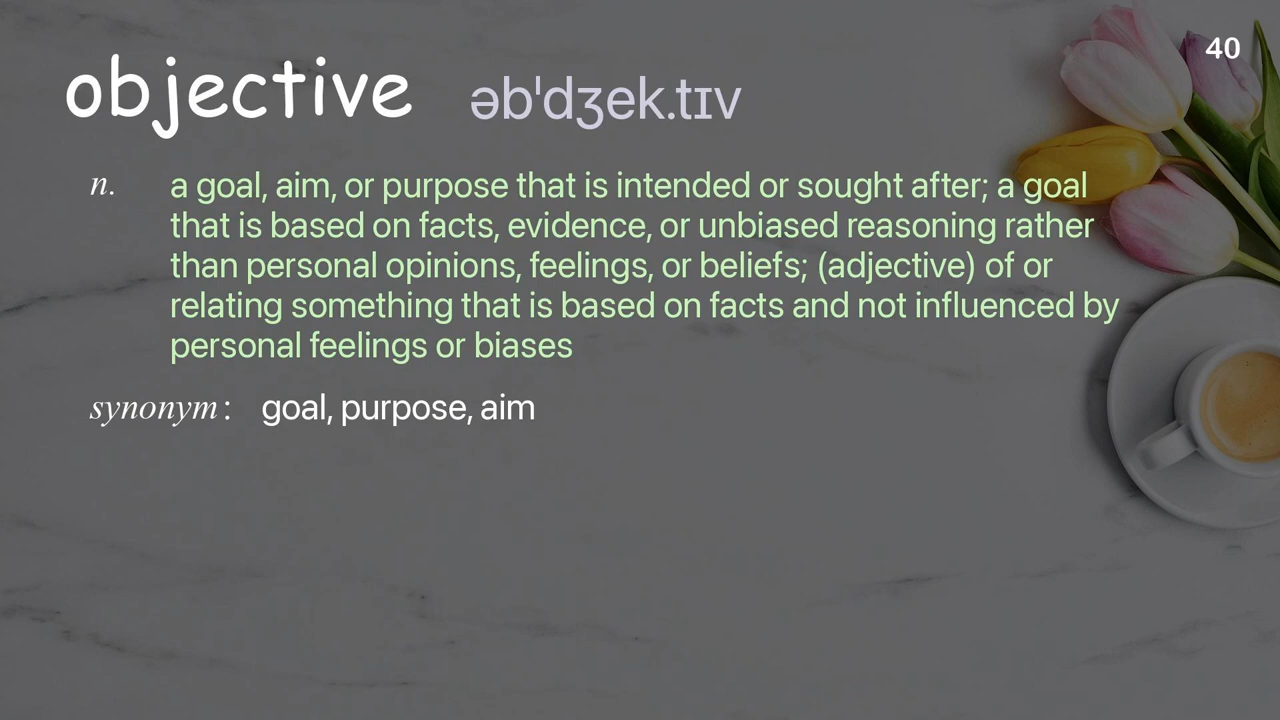 40
objective əbˈdʒek.tɪv
n. a goal, aim, or purpose that is intended or sought after; a goal
that is based on facts, evidence, or unbiased reasoning rather
than personal opinions, feelings, or beliefs; (adjective) of or
relating something that is based on facts and not influenced by
personal feelings or biases
synonym: goal, purpose, aim